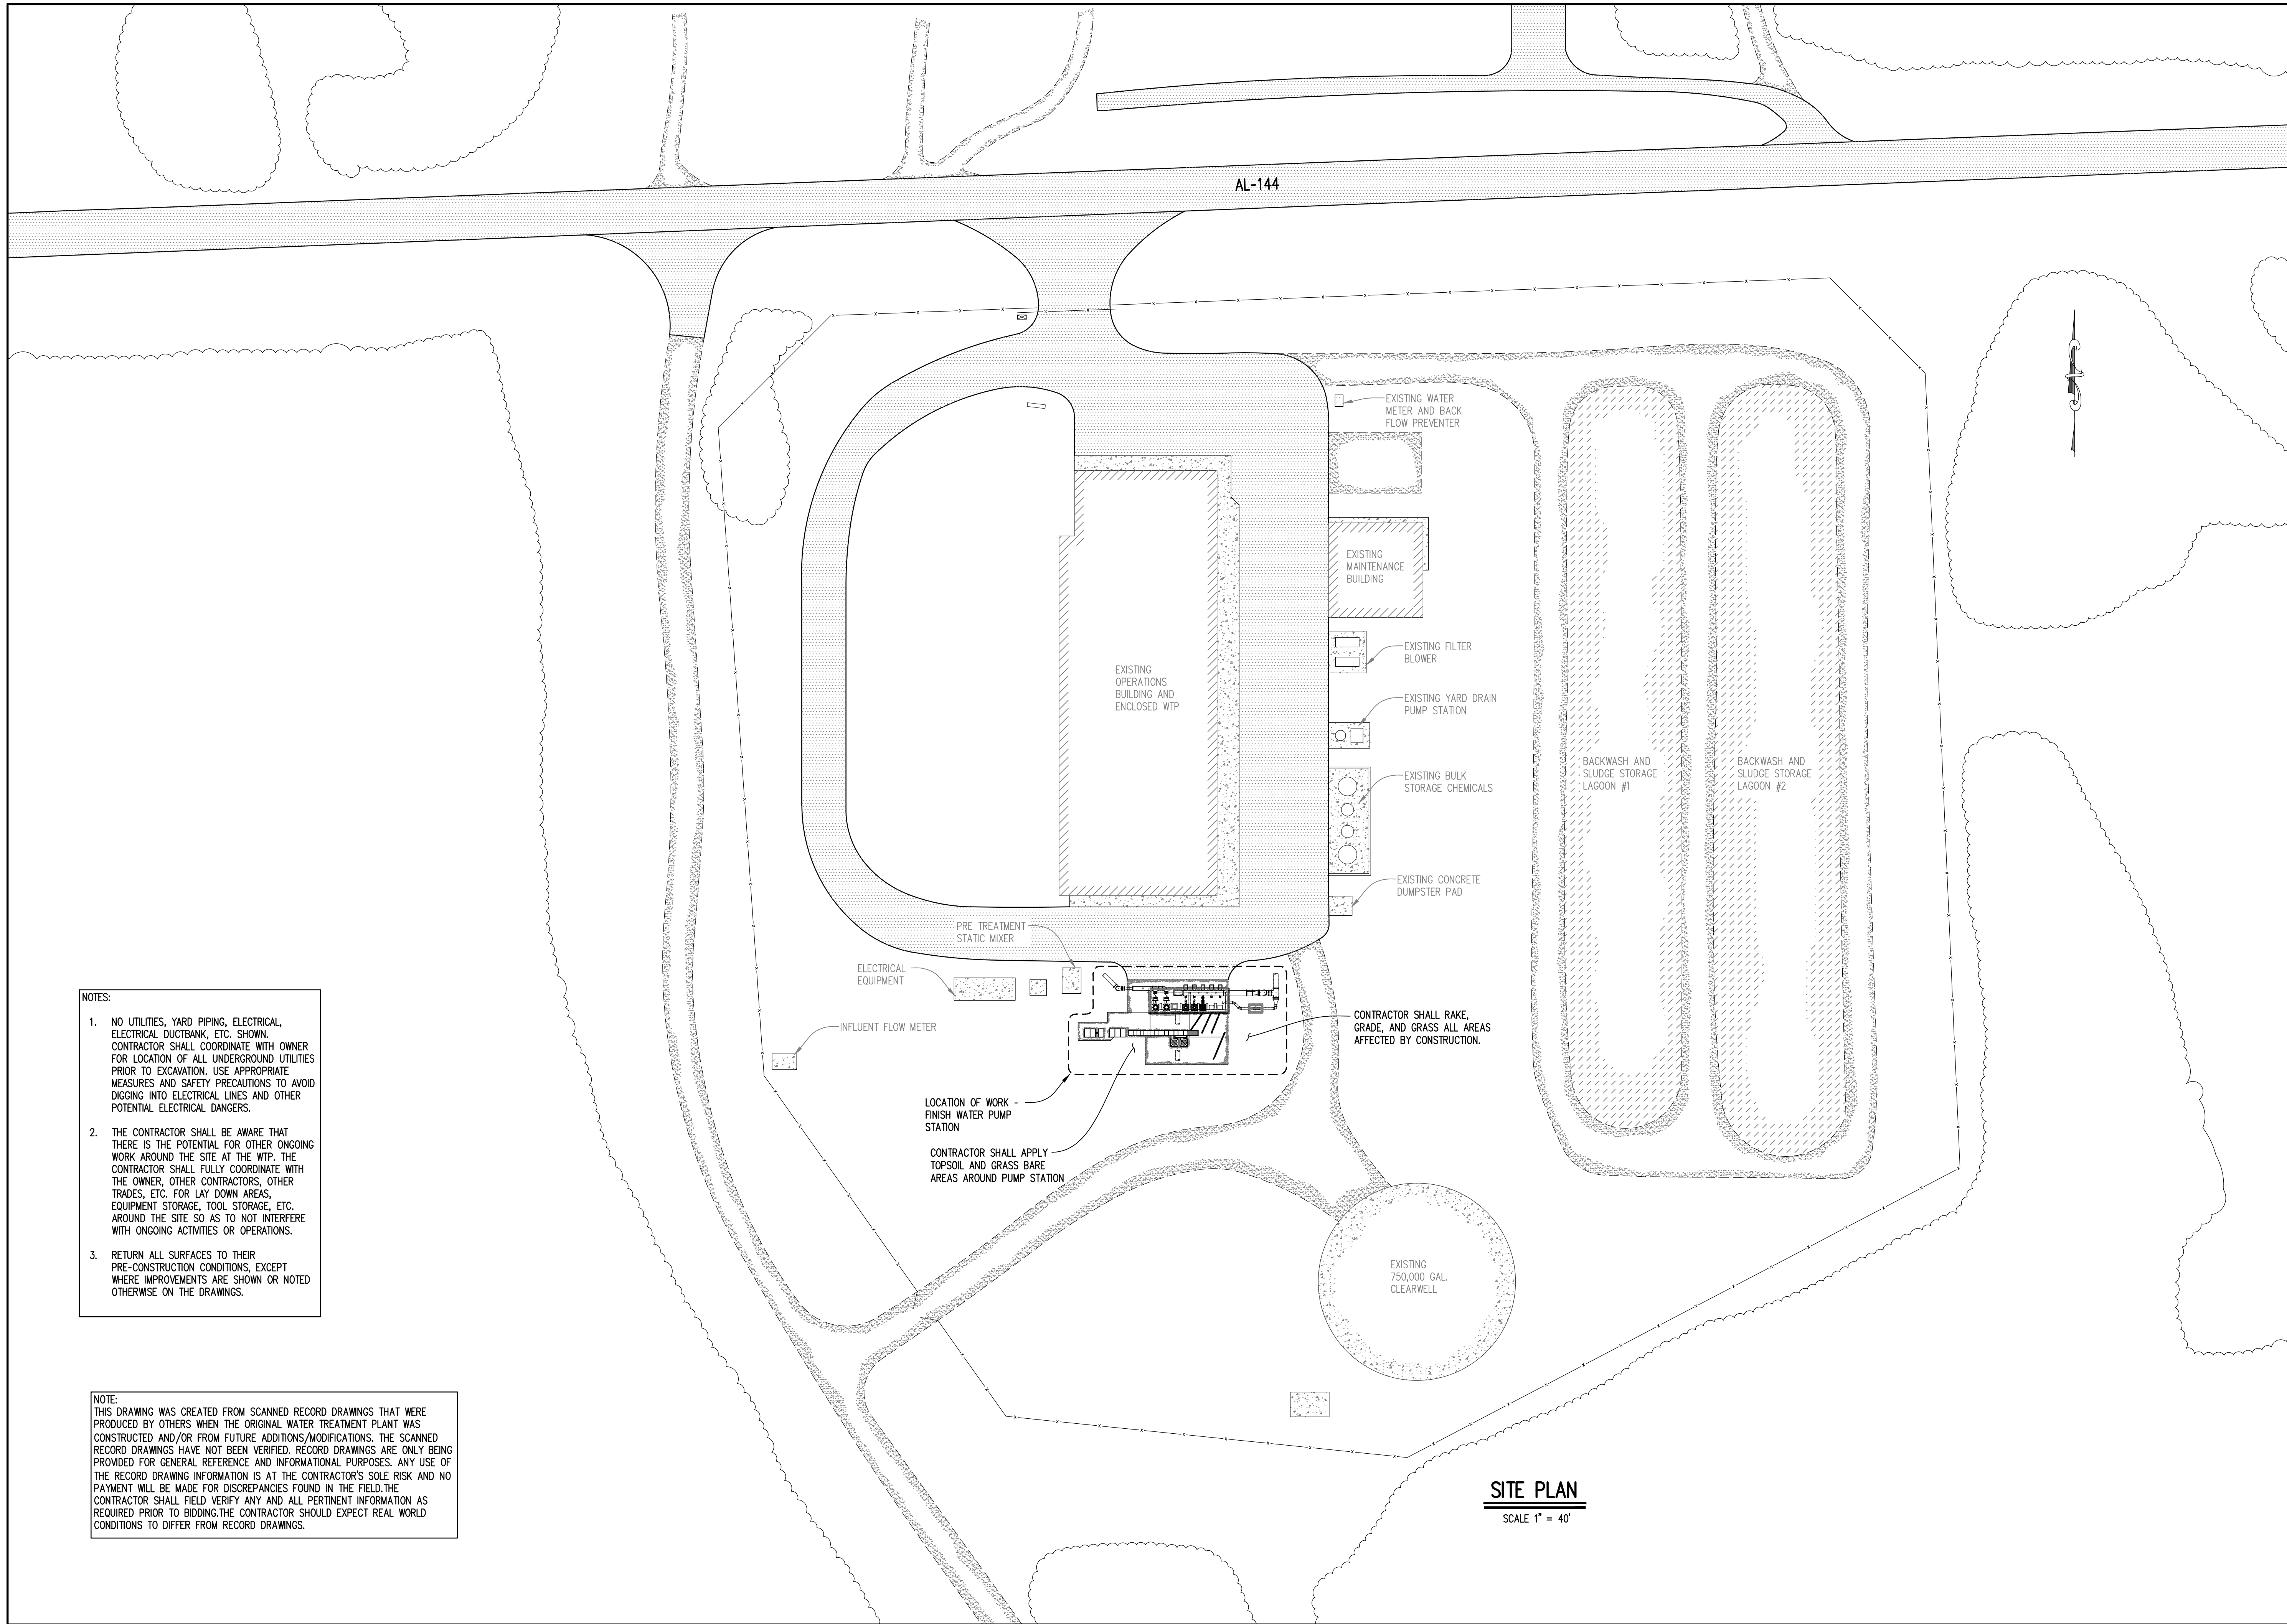 AL-144
EXISTING WATER
METER AND BACK
FLOW PREVENTER
EXISTING
MAINTENANCE
BUILDING
EXISTING FILTER
BLOWER
EXISTING
OPERATIONS
BUILDING AND
ENCLOSED WTP
EXISTING YARD DRAIN
PUMP STATION
EXISTING BULK
STORAGE CHEMICALS
BACKWASH AND
SLUDGE STORAGE
LAGOON #1
BACKWASH AND
SLUDGE STORAGE
LAGOON #2
EXISTING CONCRETE
DUMPSTER PAD
PRE TREATMENT
STATIC MIXER
ELECTRICAL
EQUIPMENT
INFLUENT FLOW METER
CONTRACTOR SHALL RAKE,
GRADE, AND GRASS ALL AREAS
AFFECTED BY CONSTRUCTION.
LOCATION OF WORK -
FINISH WATER PUMP
STATION
CONTRACTOR SHALL APPLY
TOPSOIL AND GRASS BARE
AREAS AROUND PUMP STATION
EXISTING
750,000 GAL.
CLEARWELL
NOTES:
1. NO UTILITIES, YARD PIPING, ELECTRICAL,
ELECTRICAL DUCTBANK, ETC. SHOWN.
CONTRACTOR SHALL COORDINATE WITH OWNER
FOR LOCATION OF ALL UNDERGROUND UTILITIES
PRIOR TO EXCAVATION. USE APPROPRIATE
MEASURES AND SAFETY PRECAUTIONS TO AVOID
DIGGING INTO ELECTRICAL LINES AND OTHER
POTENTIAL ELECTRICAL DANGERS.
2. THE CONTRACTOR SHALL BE AWARE THAT
THERE IS THE POTENTIAL FOR OTHER ONGOING
WORK AROUND THE SITE AT THE WTP. THE
CONTRACTOR SHALL FULLY COORDINATE WITH
THE OWNER, OTHER CONTRACTORS, OTHER
TRADES, ETC. FOR LAY DOWN AREAS,
EQUIPMENT STORAGE, TOOL STORAGE, ETC.
AROUND THE SITE SO AS TO NOT INTERFERE
WITH ONGOING ACTIVITIES OR OPERATIONS.
3. RETURN ALL SURFACES TO THEIR
PRE-CONSTRUCTION CONDITIONS, EXCEPT
WHERE IMPROVEMENTS ARE SHOWN OR NOTED
OTHERWISE ON THE DRAWINGS.
NOTE:
THIS DRAWING WAS CREATED FROM SCANNED RECORD DRAWINGS THAT WERE
PRODUCED BY OTHERS WHEN THE ORIGINAL WATER TREATMENT PLANT WAS
CONSTRUCTED AND/OR FROM FUTURE ADDITIONS/MODIFICATIONS. THE SCANNED
RECORD DRAWINGS HAVE NOT BEEN VERIFIED. RECORD DRAWINGS ARE ONLY BEING
PROVIDED FOR GENERAL REFERENCE AND INFORMATIONAL PURPOSES. ANY USE OF
THE RECORD DRAWING INFORMATION IS AT THE CONTRACTOR'S SOLE RISK AND NO
PAYMENT WILL BE MADE FOR DISCREPANCIES FOUND IN THE FIELD.THE
CONTRACTOR SHALL FIELD VERIFY ANY AND ALL PERTINENT INFORMATION AS
REQUIRED PRIOR TO BIDDING.THE CONTRACTOR SHOULD EXPECT REAL WORLD
CONDITIONS TO DIFFER FROM RECORD DRAWINGS.
SITE PLAN
SCALE 1" = 40'